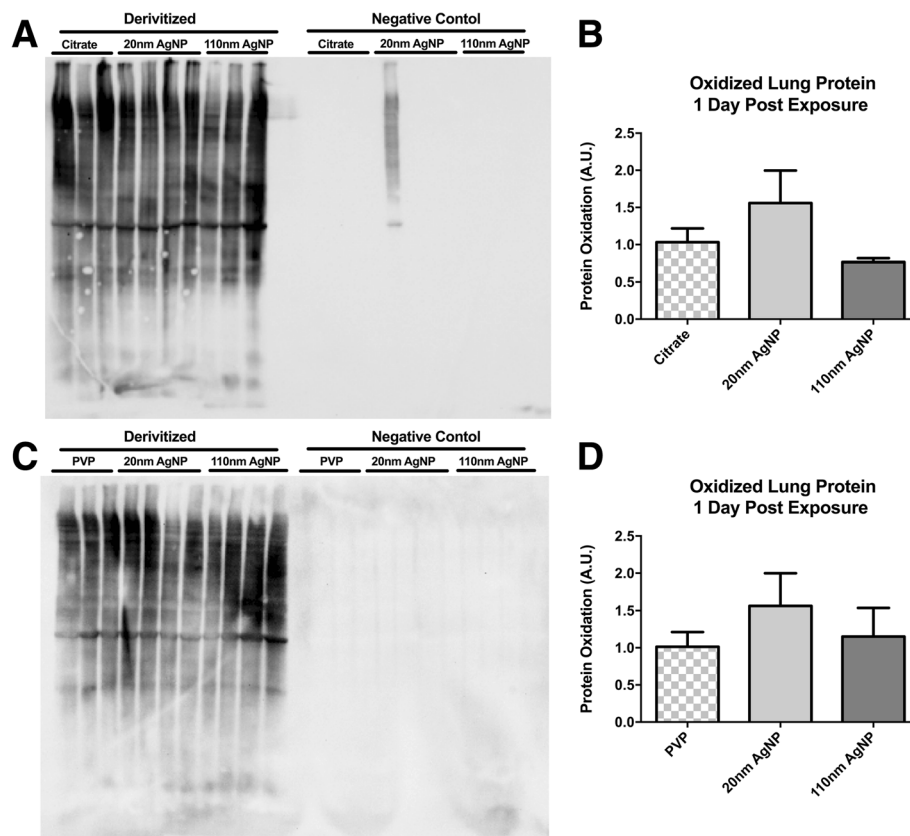 A
Derivitized
Negative Contol
Citrate 20nm AgNP 110nm AgNP
Citrate 20nm AgNP 110nm AgNP
B
Oxidized Lung Protein
1 Day Post Exposure
Protein Oxidation (A.U.)
2.5
2.0
1.5
1.0
0.5
0.0
Citrate
20nm AgNP
110nm AgNP
C
Derivitized
Negative Contol
PVP 20nm AgNP 110nm AgNP
PVP 20nm AgNP 110nm AgNP
D
Oxidized Lung Protein
1 Day Post Exposure
Protein Oxidation (A.U.)
2.5
2.0
1.5
1.0
0.5
0.0
PVP
20nm AgNP
110nm AgNP